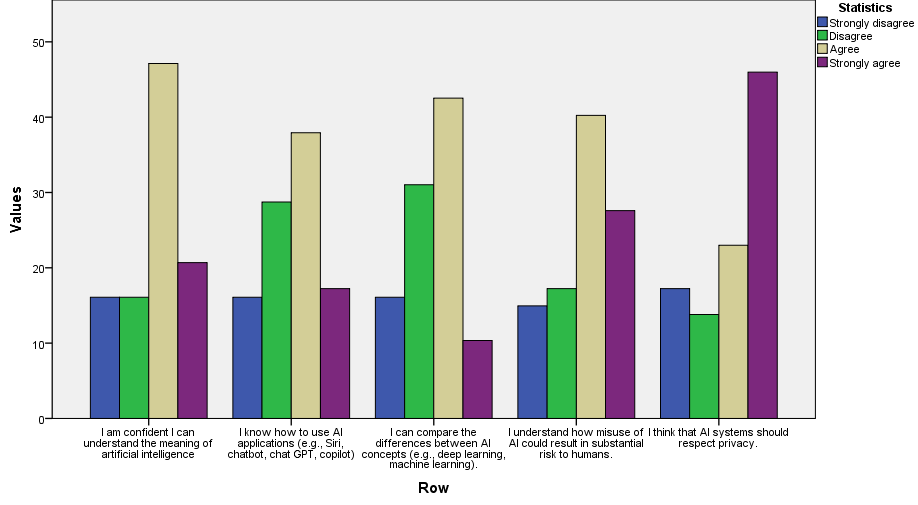 Statistics
Strongly disagree
Disagree
Agree
Strongly agree
Values
50
40
30
20
10
0
I am confident I can
understand the meaning of
artificial intelligence
I know how to use AI
applications (e.g., Siri,
chatbot, chat GPT, copilot)
I can compare the
differences between AI
concepts (e.g., deep learning,
machine learning).
I understand how misuse of
AI could result in substantial
risk to humans.
I think that AI systems should
respect privacy.
Row